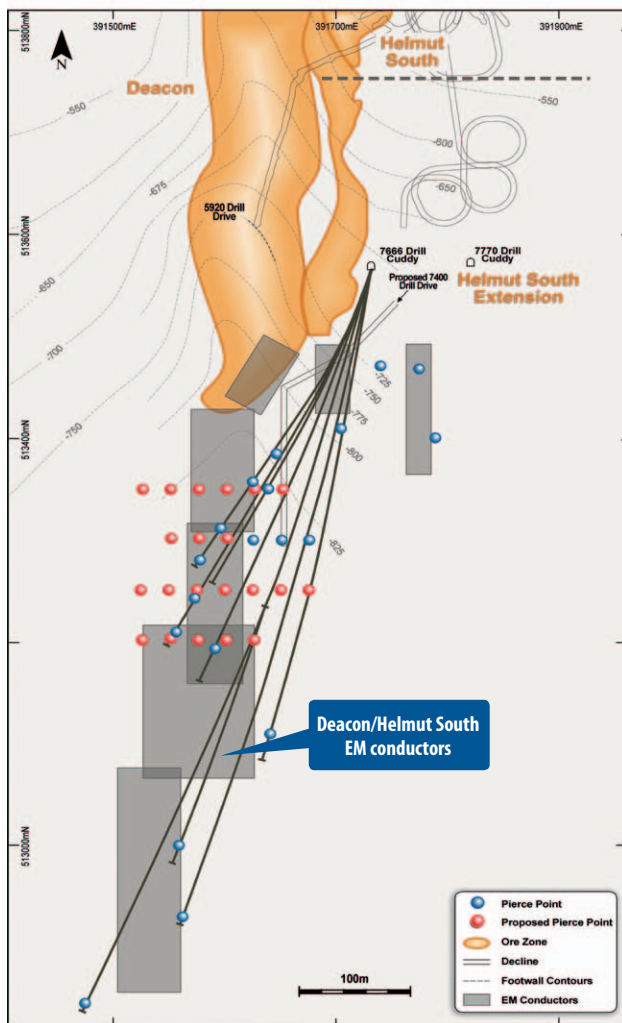 391500mE
391700mE
391900mE
513800mN
513600mN
513400mN
513000mN
N
Helmut
South
Deacon
-550
-550
-600
-675
-650
-625
5920 Drill
Drive
7666 Drill
Cuddy
7770 Drill
Cuddy
Proposed 7400
Drill Drive
Helmut South
Extension
-650
-700
-725
-750
-775
-750
-800
-825
Deacon/Helmut South
EM conductors
Pierce Point
Proposed Pierce Point
Ore Zone
Decline
Footwall Contours
EM Conductors
100m